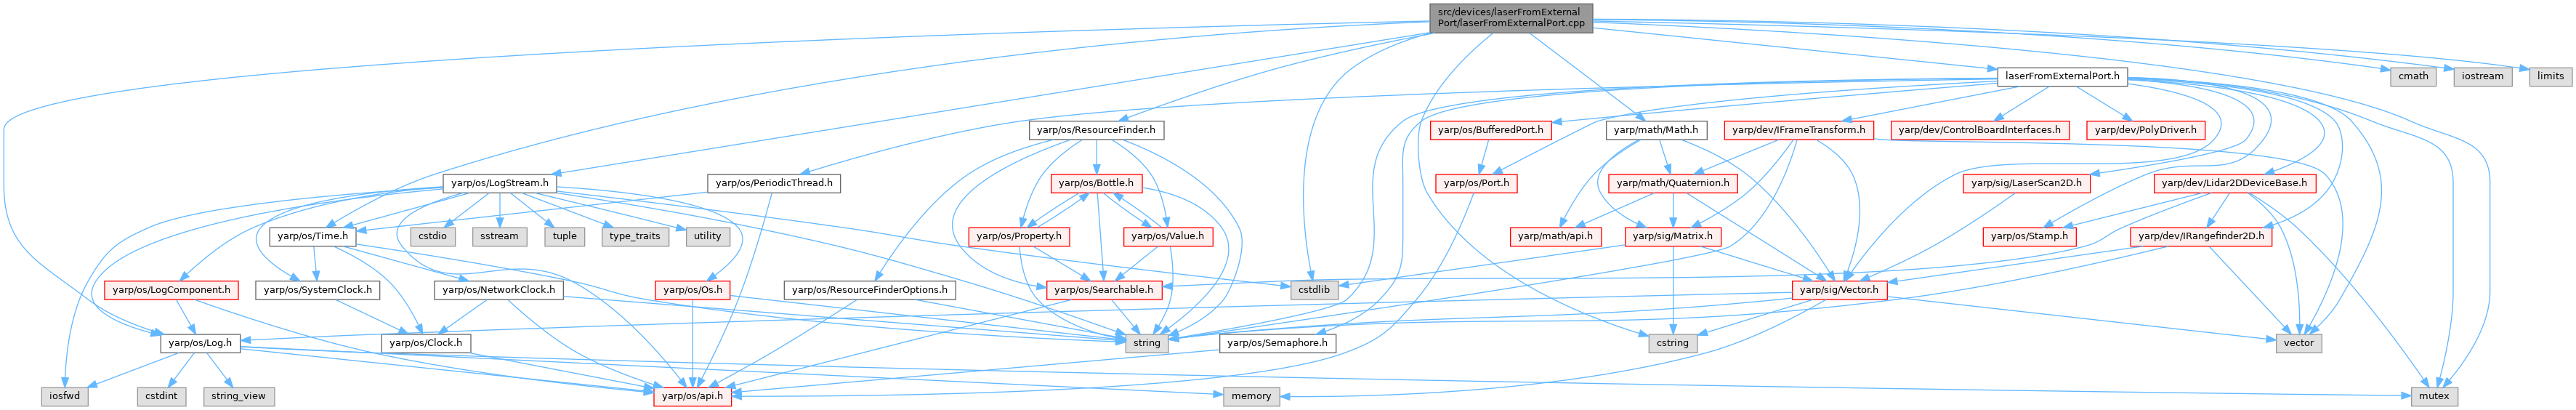 src/devices/laserFromExternal
Port/laserFromExternalPort.cpp
laserFromExternalPort.h
cmath
iostream
limits
yarp/os/ResourceFinder.h
yarp/os/BufferedPort.h
yarp/math/Math.h
yarp/dev/IFrameTransform.h
yarp/dev/ControlBoardInterfaces.h
yarp/dev/PolyDriver.h
yarp/os/LogStream.h
yarp/os/PeriodicThread.h
yarp/os/Bottle.h
yarp/os/Port.h
yarp/math/Quaternion.h
yarp/sig/LaserScan2D.h
yarp/dev/Lidar2DDeviceBase.h
yarp/os/Time.h
cstdio
sstream
tuple
type_traits
utility
yarp/os/Property.h
yarp/os/Value.h
yarp/math/api.h
yarp/sig/Matrix.h
yarp/os/Stamp.h
yarp/dev/IRangefinder2D.h
yarp/os/LogComponent.h
yarp/os/SystemClock.h
yarp/os/NetworkClock.h
yarp/os/Os.h
yarp/os/ResourceFinderOptions.h
yarp/os/Searchable.h
cstdlib
yarp/sig/Vector.h
yarp/os/Log.h
yarp/os/Clock.h
string
yarp/os/Semaphore.h
cstring
vector
iosfwd
cstdint
string_view
yarp/os/api.h
memory
mutex